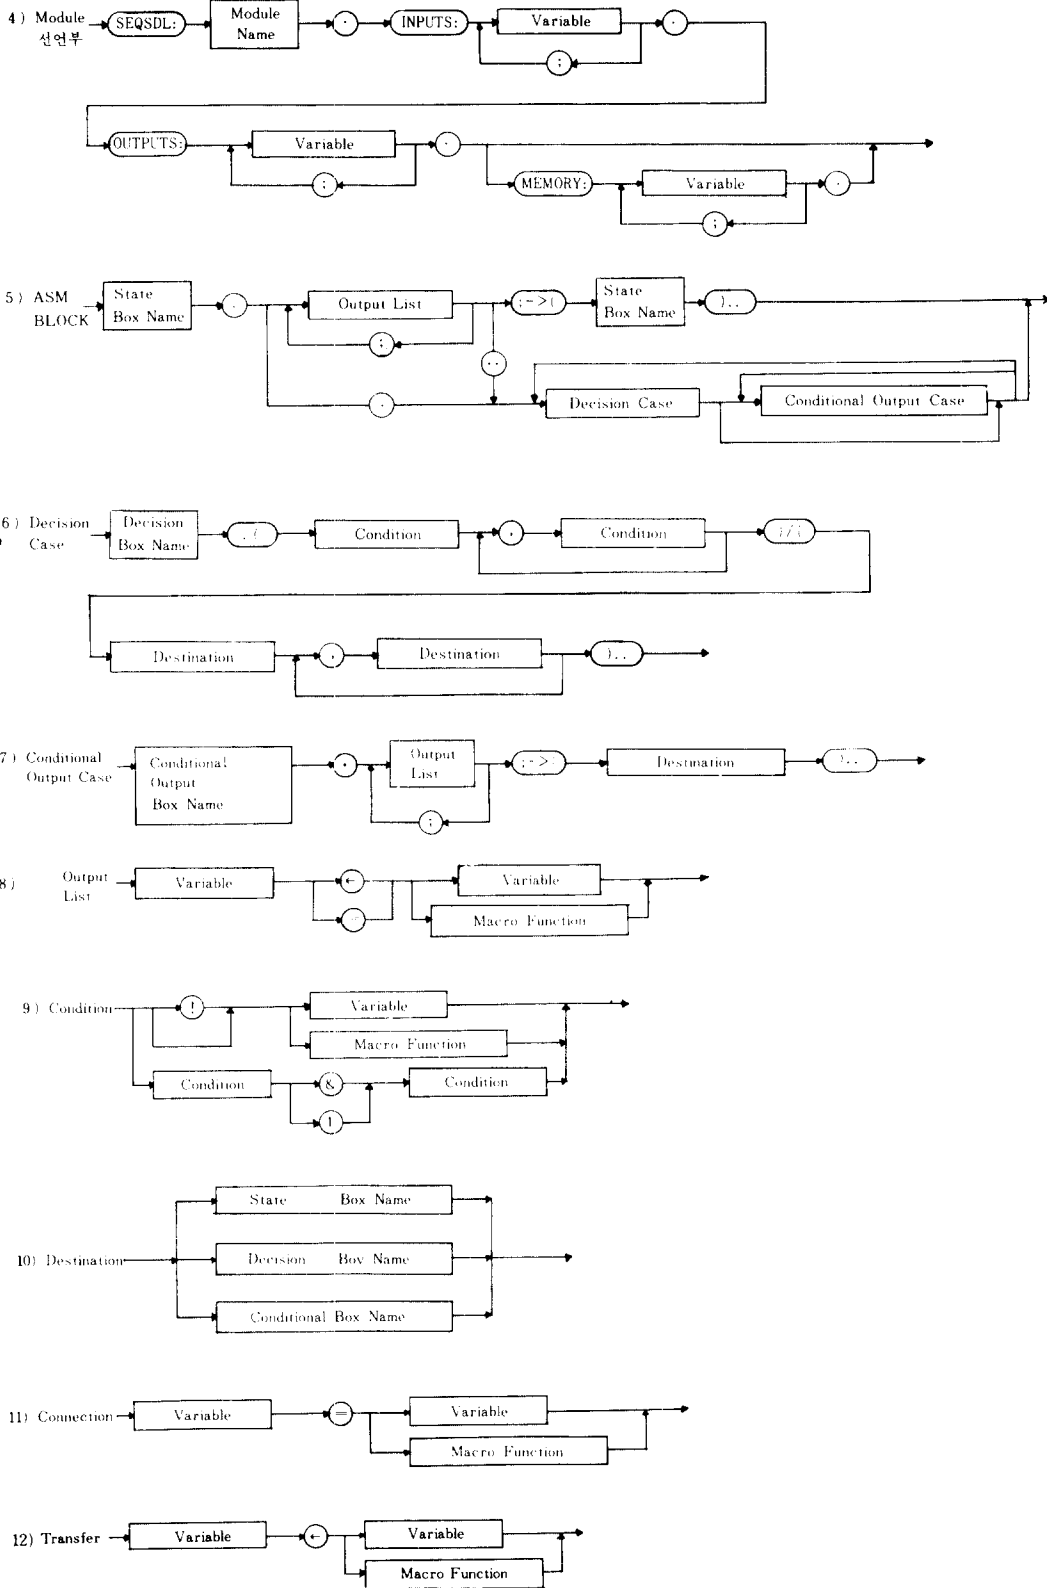 4) Module SEQSDL: Module Name . INPUTS: Variable .
선언부
;
OUTPUTS: Variable .
;
MEMORY: Variable .
;
5) ASM BLOCK State Box Name . Output List ;->( State Box Name )..
;
..
. Decision Case Conditional Output Case
6) Decision Case Decision Box Name .( Condition , Condition )/(
Destination , Destination )..
7) Conditional Output Case Conditional Output Box Name . Output List ;->( Destination )..
;
8) Output List Variable ← Variable
Macro Function
9) Condition ! Variable
Macro Function
Condition & Condition
!
10) Destination State Box Name
Decision Bov Name
Conditional Box Name
11) Connection Variable = Variable
Macro Function
12) Transfer Variable ← Variable
Macro Function